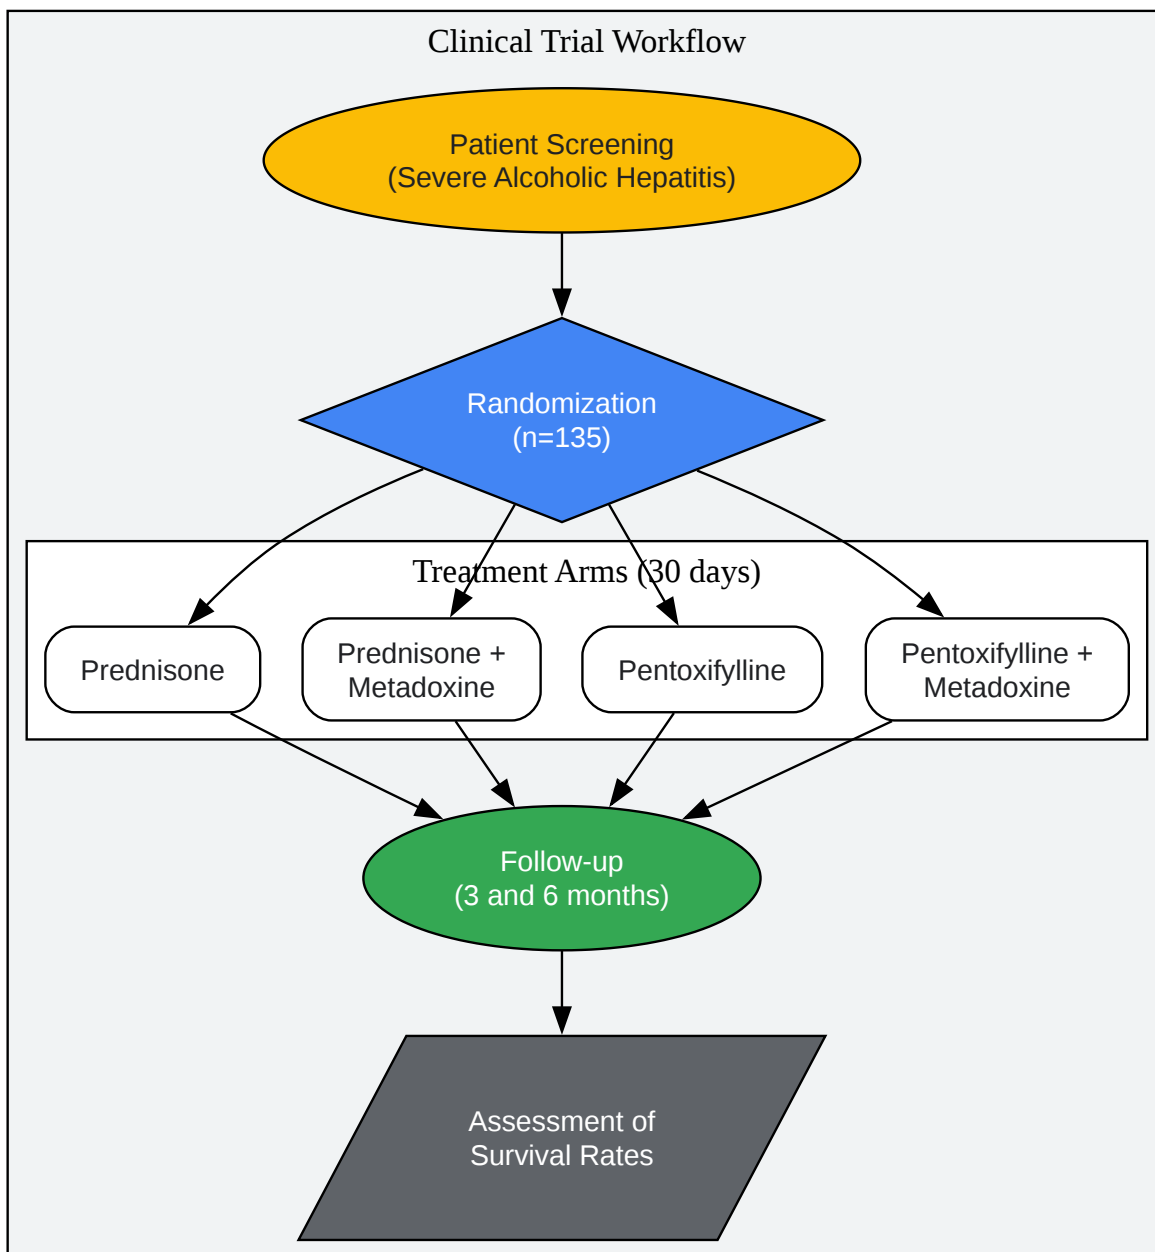 Clinical Trial Workflow
Patient Screening
(Severe Alcoholic Hepatitis)
Randomization
(n=135)
Treatment Arms (30 days)
Prednisone
Prednisone +
Metadoxine
Pentoxifylline
Pentoxifylline +
Metadoxine
Follow-up
(3 and 6 months)
Assessment of
Survival Rates